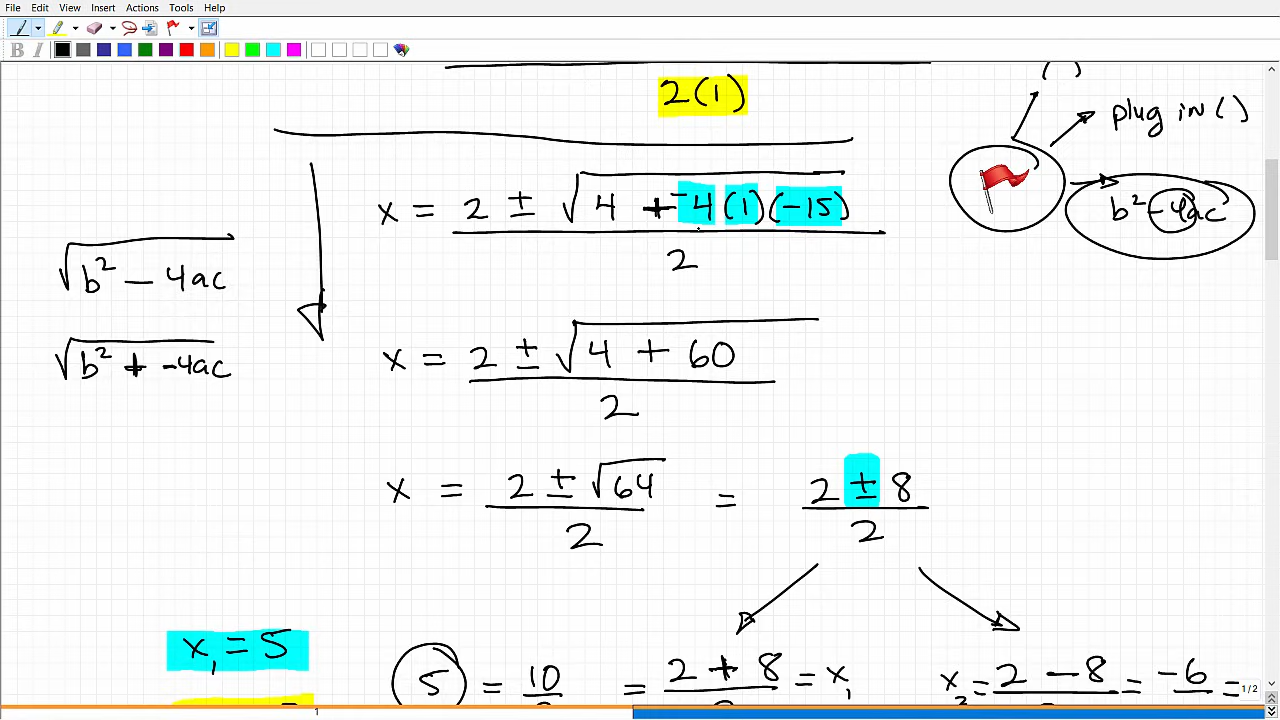 File Edit View Insert Actions Tools Help
B I
2(1)
( )
plug in ( )
b² - 4ac
x = 2 ± √4 + -4(1)(-15)
2
√b² - 4ac
√b² + -4ac
x = 2 ± √4 + 60
2
x = 2 ± √64 = 2 ± 8
2 2
x₁ = 5
5 = 10 = 2 + 8 = x₁ x₂ = 2 - 8 = -6 =
1/2
1